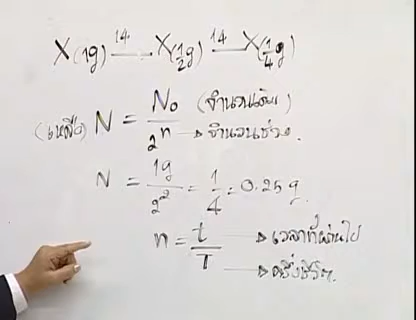 X(1g) 14 X(½g) 14 X(¼g)
(เหลือ) N = N₀ / 2ⁿ (จำนวนเดิม)
จำนวนช่วง.
N = 1g / 2² = 1/4 = 0.25 g.
n = t / T เวลาที่ผ่านไป
ครึ่งชีวิต.